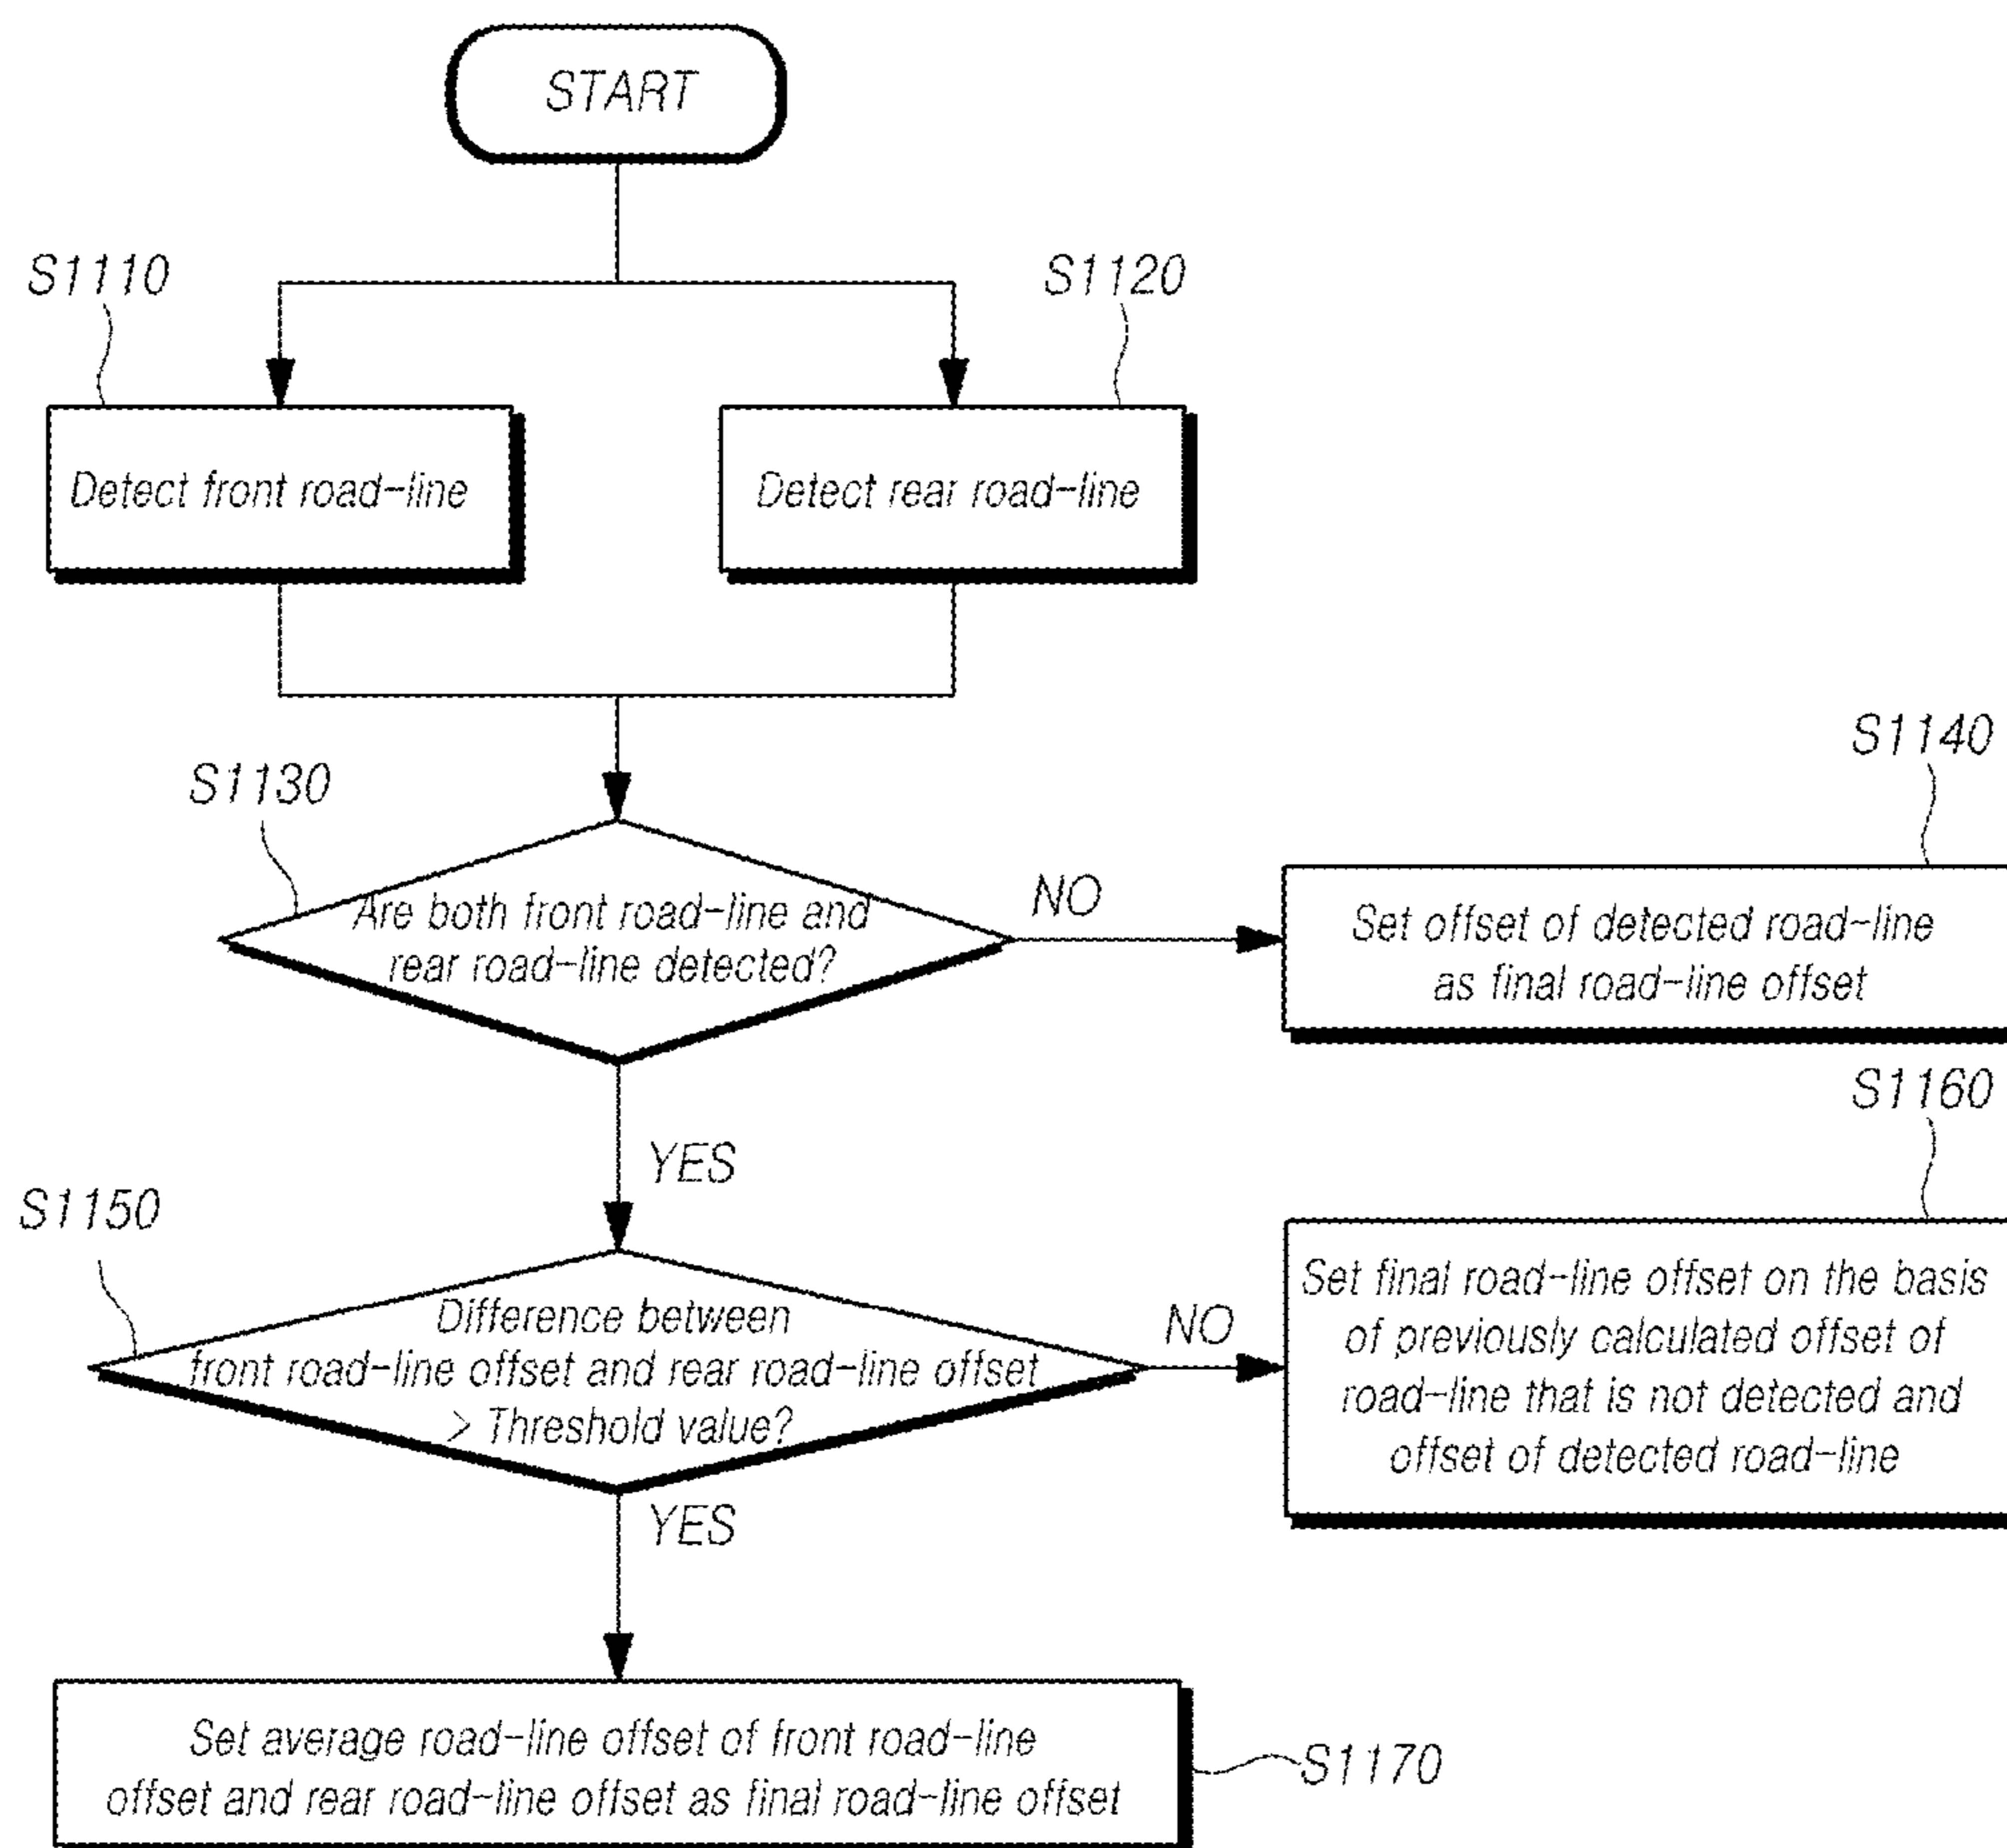 START
S1110
S1120
Detect front road-line
Detect rear road-line
S1130
Are both front road-line and
rear road-line detected?
NO
S1140
Set offset of detected road-line
as final road-line offset
YES
S1150
Difference between
front road-line offset and rear road-line offset
> Threshold value?
NO
S1160
Set final road-line offset on the basis
of previously calculated offset of
road-line that is not detected and
offset of detected road-line
YES
Set average road-line offset of front road-line
offset and rear road-line offset as final road-line offset
S1170